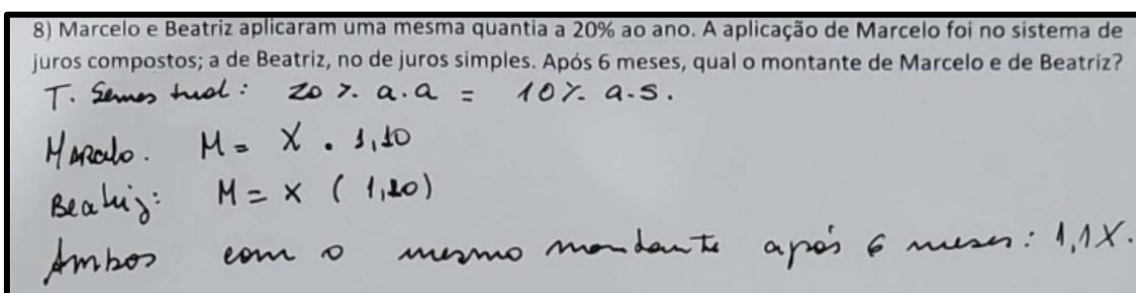 8) Marcelo e Beatriz aplicaram uma mesma quantia a 20% ao ano. A aplicação de Marcelo foi no sistema de
juros compostos; a de Beatriz, no de juros simples. Após 6 meses, qual o montante de Marcelo e de Beatriz?
T. Semestral: 20 %. a.a = 10 %. a.s.
Marcelo. M = X . 1,10
Beatriz: M = X ( 1,10)
Ambos com o mesmo montante após 6 meses: 1,1X.